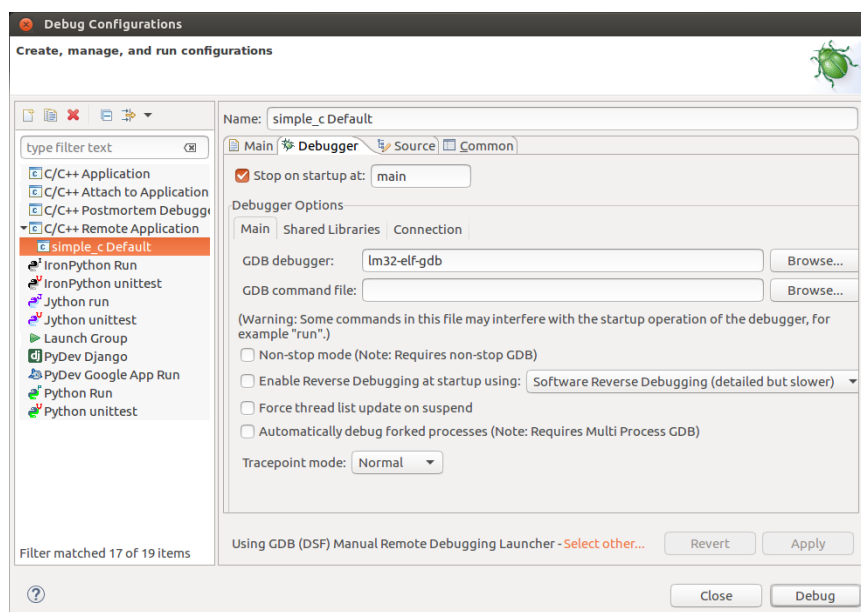 Debug Configurations
Create, manage, and run configurations
Name: simple_c Default
type filter text
Main Debugger Source Common
C/C++ Application
Stop on startup at: main
C/C++ Attach to Application
C/C++ Postmortem Debugge
Debugger Options
C/C++ Remote Application
Main Shared Libraries Connection
simple_c Default
IronPython Run
GDB debugger: lm32-elf-gdb Browse...
IronPython unittest
Jython run
GDB command file: Browse...
Jython unittest
(Warning: Some commands in this file may interfere with the startup operation of the debugger, for
example "run".)
Launch Group
PyDev Django
Non-stop mode (Note: Requires non-stop GDB)
PyDev Google App Run
Enable Reverse Debugging at startup using: Software Reverse Debugging (detailed but slower)
Python Run
Python unittest
Force thread list update on suspend
Automatically debug forked processes (Note: Requires Multi Process GDB)
Tracepoint mode: Normal
Filter matched 17 of 19 items
Using GDB (DSF) Manual Remote Debugging Launcher - Select other... Revert Apply
Close Debug